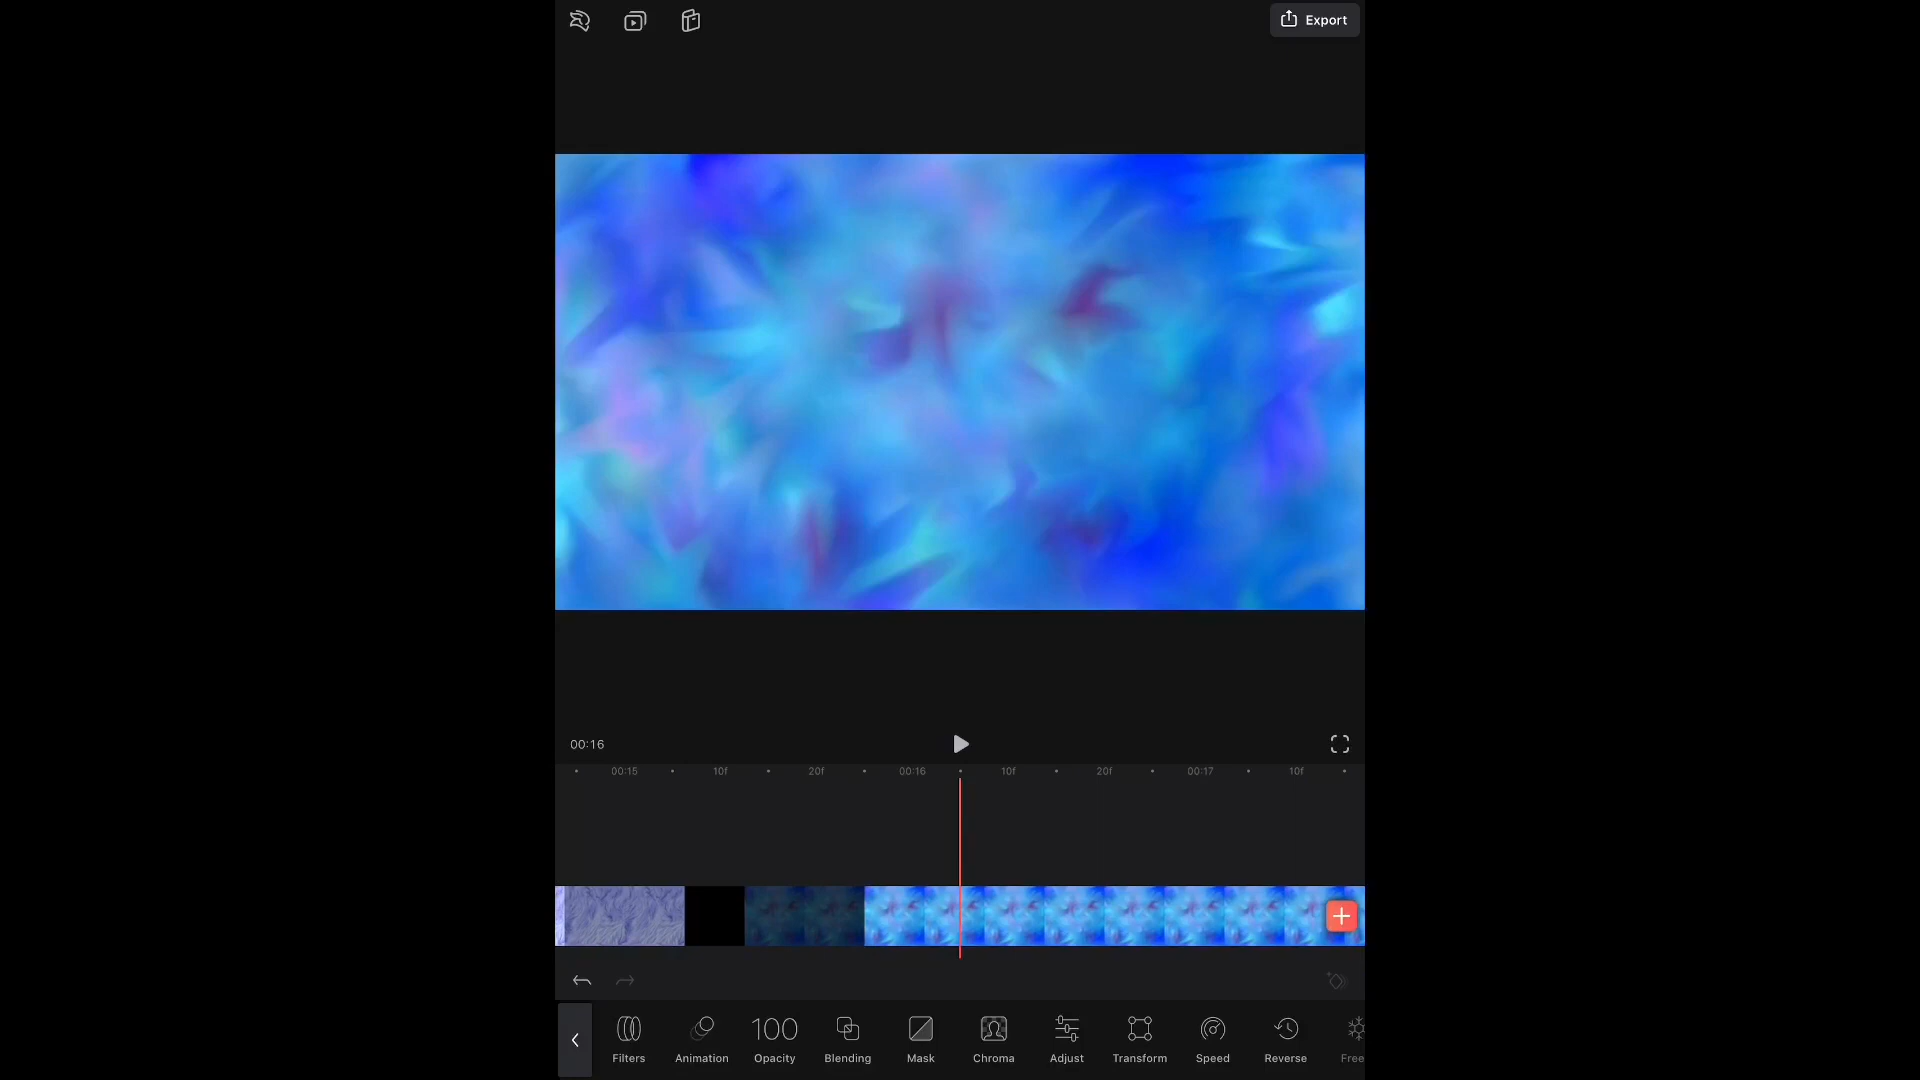 Export
00:16
00:15 10f 20f 00:16 10f 20f 00:17 10f
100
Filters Animation Opacity Blending Mask Chroma Adjust Transform Speed Reverse Free